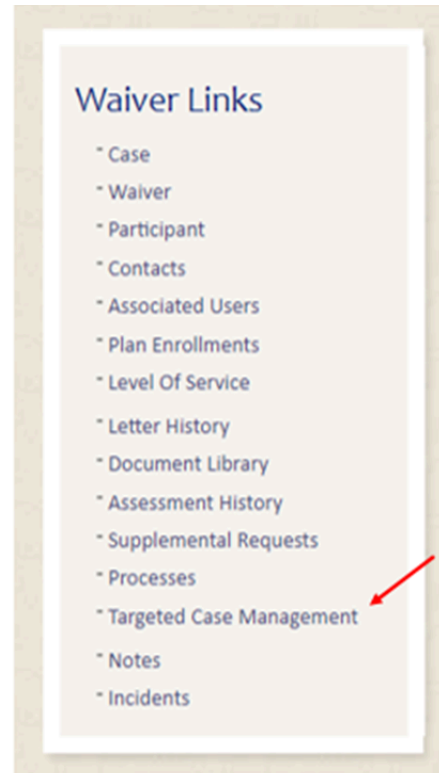 Waiver Links
Case
Waiver
Participant
Contacts
Associated Users
Plan Enrollments
Level Of Service
Letter History
Document Library
Assessment History
Supplemental Requests
Processes
Targeted Case Management
Notes
Incidents